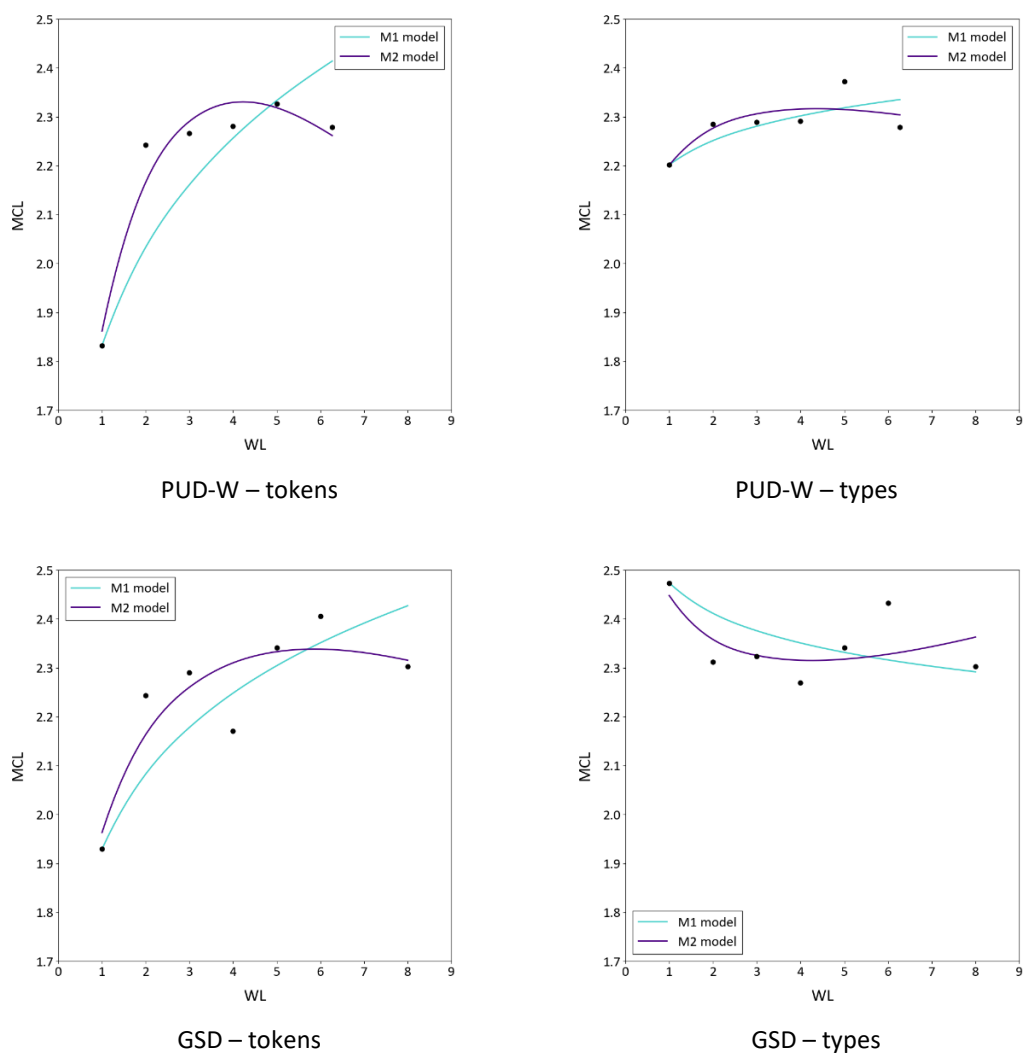 2.5
2.4
2.3
2.2
2.1
2.0
1.9
1.8
1.7
MCL
0 1 2 3 4 5 6 7 8 9
WL
M1 model
M2 model
PUD-W – tokens
2.5
2.4
2.3
2.2
2.1
2.0
1.9
1.8
1.7
MCL
0 1 2 3 4 5 6 7 8 9
WL
M1 model
M2 model
PUD-W – types
2.5
2.4
2.3
2.2
2.1
2.0
1.9
1.8
1.7
MCL
0 1 2 3 4 5 6 7 8 9
WL
M1 model
M2 model
GSD – tokens
2.5
2.4
2.3
2.2
2.1
2.0
1.9
1.8
1.7
MCL
0 1 2 3 4 5 6 7 8 9
WL
M1 model
M2 model
GSD – types